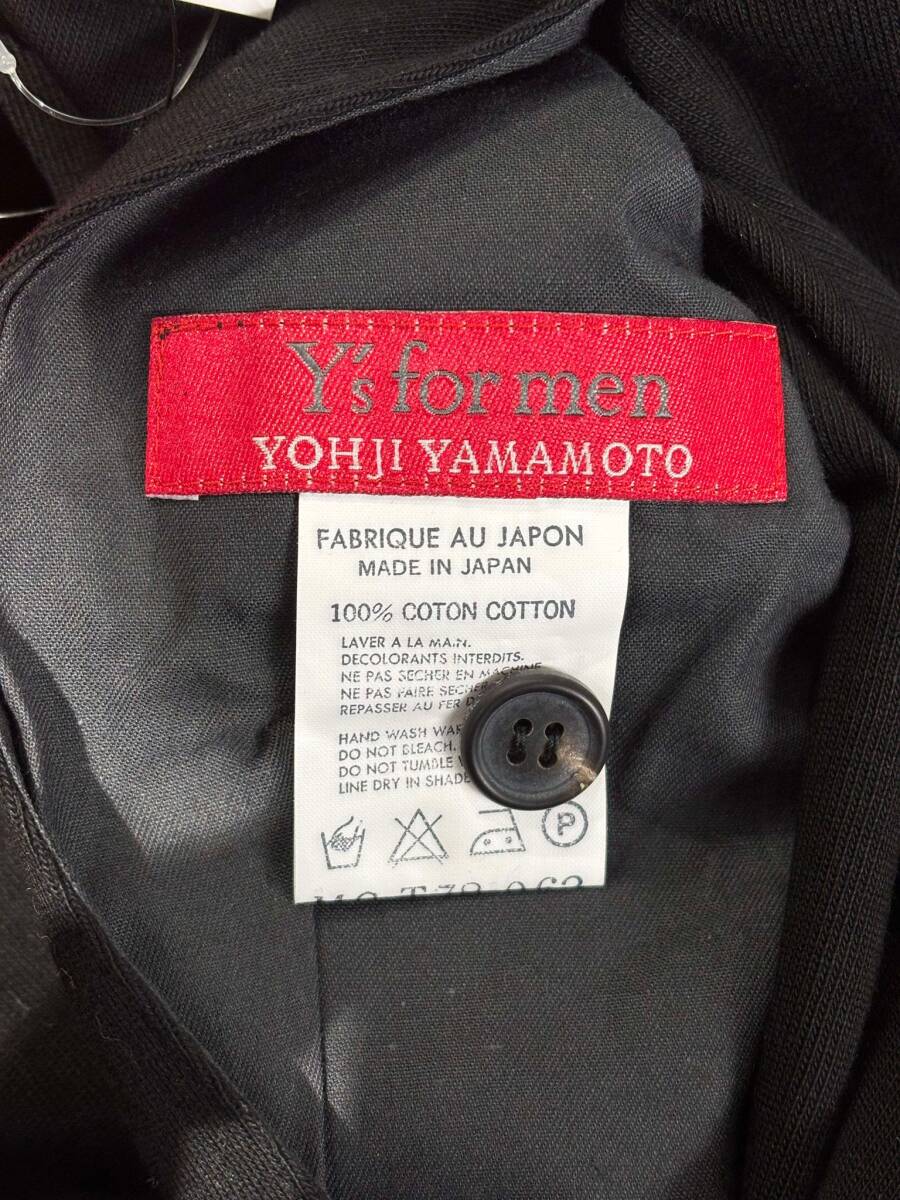 Y's for men
YOHJI YAMAMOTO
FABRIQUE AU JAPON
MADE IN JAPAN
100% COTON COTTON
LAVER A LA MAIN.
DECOLORANTS INTERDITS.
NE PAS SECHER EN MACHINE
NE PAS FAIRE SECHER
REPASSER AU FER
HAND WASH
DO NOT BLEACH.
DO NOT TUMBLE
LINE DRY IN SHADE
P